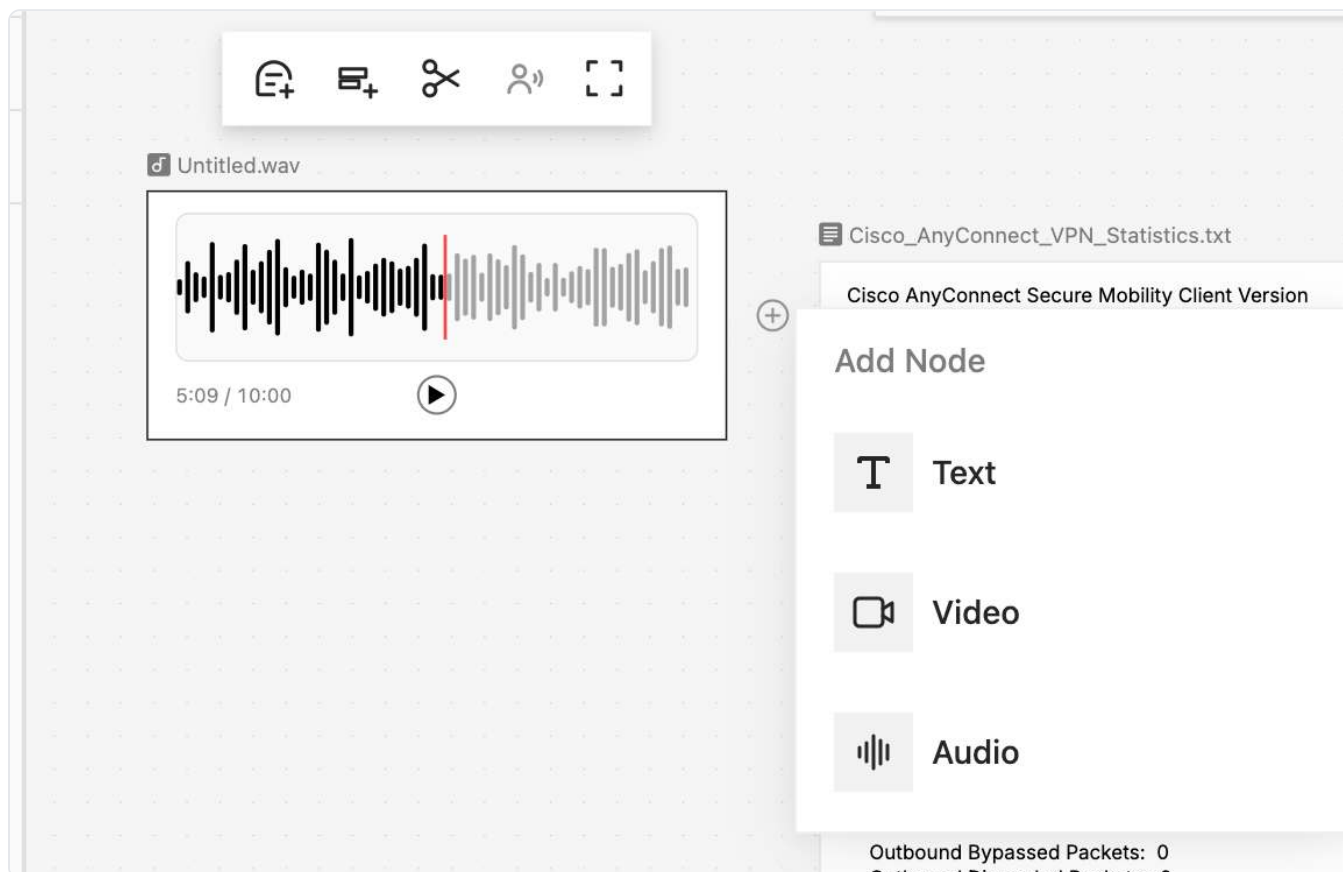 Untitled.wav
5:09 / 10:00
Cisco_AnyConnect_VPN_Statistics.txt
Cisco AnyConnect Secure Mobility Client Version
Add Node
Text
Video
Audio
Outbound Bypassed Packets: 0